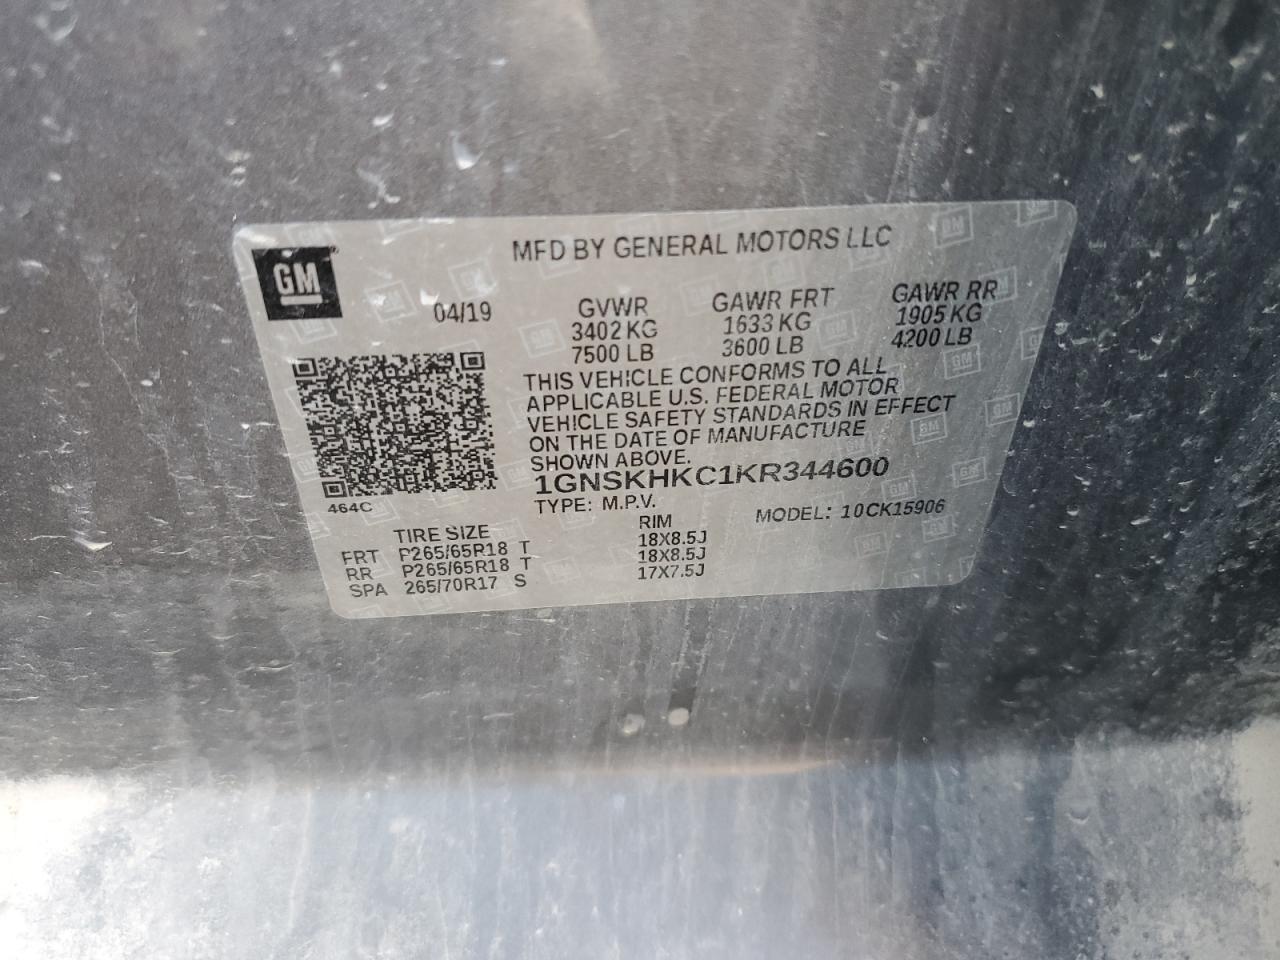 MFD BY GENERAL MOTORS LLC
GM
04/19
GVWR
3402 KG
7500 LB
GAWR FRT
1633 KG
3600 LB
GAWR RR
1905 KG
4200 LB
THIS VEHICLE CONFORMS TO ALL
APPLICABLE U.S. FEDERAL MOTOR
VEHICLE SAFETY STANDARDS IN EFFECT
ON THE DATE OF MANUFACTURE
SHOWN ABOVE.
1GNSKHKC1KR344600
464C
TYPE: M.P.V.
MODEL: 10CK15906
TIRE SIZE RIM
FRT P265/65R18 T 18X8.5J
RR P265/65R18 T 18X8.5J
SPA 265/70R17 S 17X7.5J